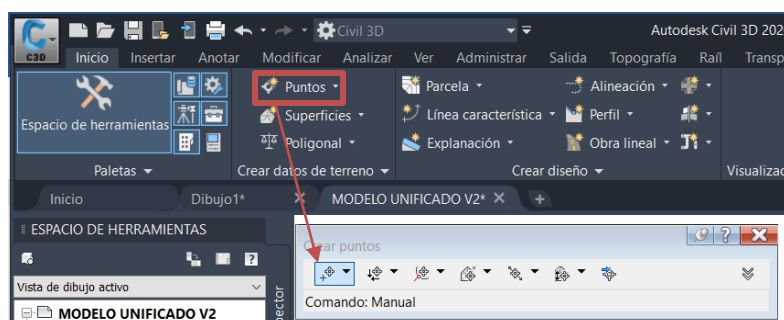 Civil 3D
Autodesk Civil 3D 202
C3D
Inicio Insertar Anotar Modificar Analizar Ver Administrar Salida Topografía Raíl Transp
Puntos Parcela Alineación
Espacio de herramientas Superficies Línea característica Perfil
Poligonal Explanación Obra lineal
Paletas Crear datos de terreno Crear diseño Visualizac
Inicio Dibujo1* MODELO UNIFICADO V2*
ESPACIO DE HERRAMIENTAS
Crear puntos
Vista de dibujo activo
Comando: Manual
MODELO UNIFICADO V2